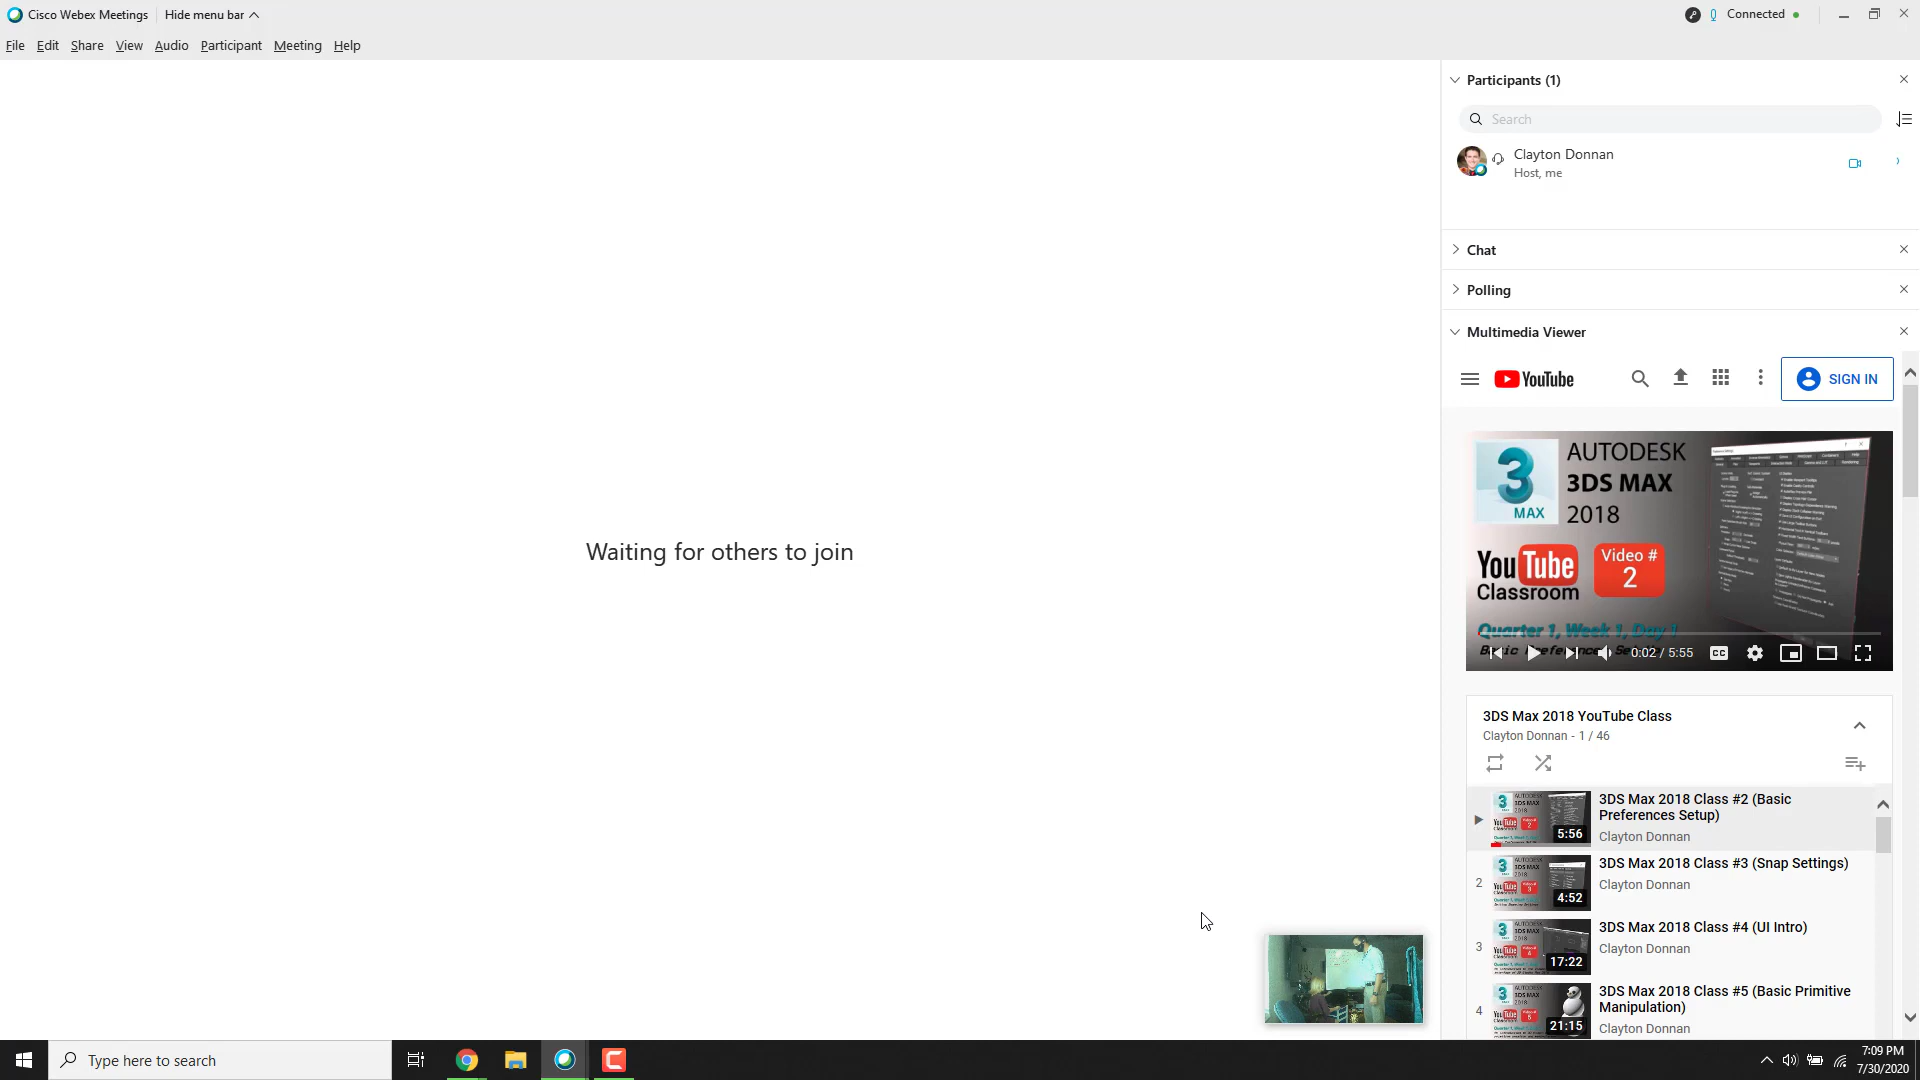 Cisco Webex Meetings
Hide menu bar
Connected
File Edit Share View Audio Participant Meeting Help
Participants (1)
Search
Clayton Donnan
Host, me
Chat
Polling
Multimedia Viewer
YouTube
SIGN IN
AUTODESK
3DS MAX
2018
3
MAX
YouTube
Classroom
Video #
2
Quarter 1, Week 1, Day 1
0:02 / 5:55
CC
Waiting for others to join
3DS Max 2018 YouTube Class
Clayton Donnan - 1 / 46
3DS Max 2018 Class #2 (Basic
Preferences Setup)
Clayton Donnan
5:56
2
3DS Max 2018 Class #3 (Snap Settings)
Clayton Donnan
4:52
3
3DS Max 2018 Class #4 (UI Intro)
Clayton Donnan
17:22
4
3DS Max 2018 Class #5 (Basic Primitive
Manipulation)
Clayton Donnan
21:15
Type here to search
7:09 PM
7/30/2020